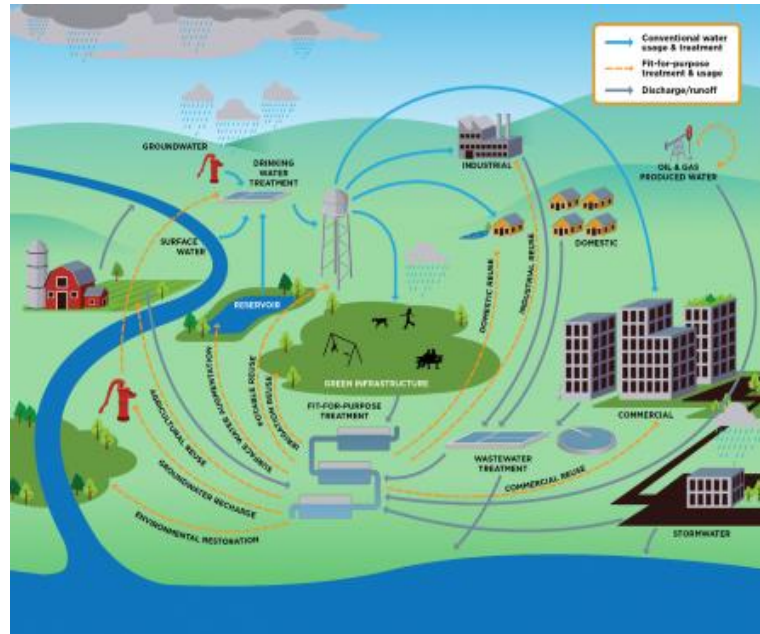 Conventional water
usage & treatment
Fit-for-purpose
treatment & usage
Discharge/runoff
GROUNDWATER
DRINKING
WATER
TREATMENT
INDUSTRIAL
OIL & GAS
PRODUCED WATER
SURFACE
WATER
DOMESTIC
RESERVOIR
DOMESTIC REUSE
INDUSTRIAL REUSE
GREEN INFRASTRUCTURE
FIT-FOR-PURPOSE
TREATMENT
COMMERCIAL
AGRICULTURAL REUSE
SURFACE WATER AUGMENTATION
POTABLE REUSE
IRRIGATION REUSE
WASTEWATER
TREATMENT
COMMERCIAL REUSE
GROUNDWATER RECHARGE
ENVIRONMENTAL RESTORATION
STORMWATER